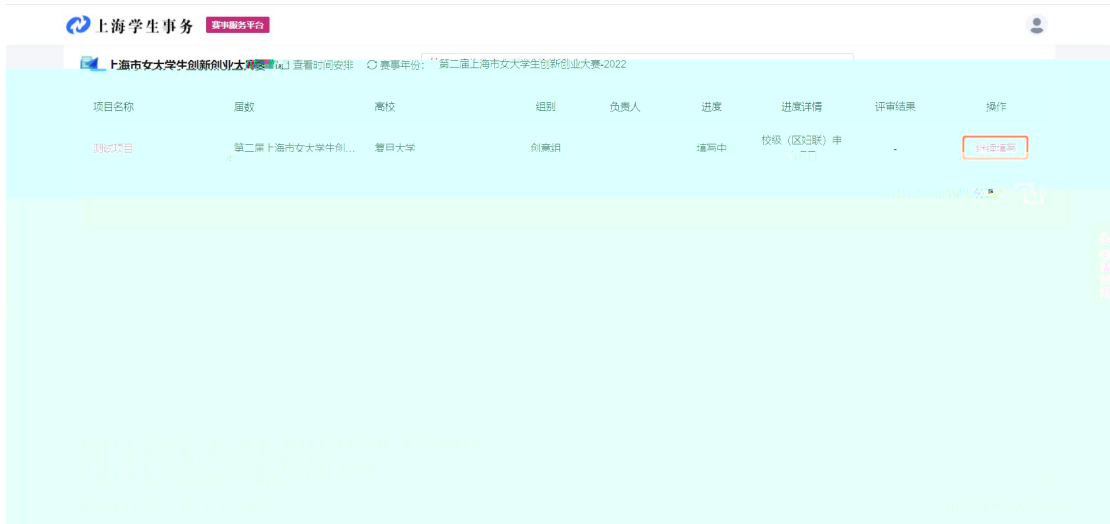 上海学生事务 赛事服务平台
上海市女大学生创新创业大赛 查看时间安排 赛事年份： 第二届上海市女大学生创新创业大赛-2022
项目名称 届数 高校 组别 负责人 进度 进度详情 评审结果 操作
测试项目 第二届上海市女大学生创... 复旦大学 创意组 填写中 校级（区妇联）申 - 继续填写